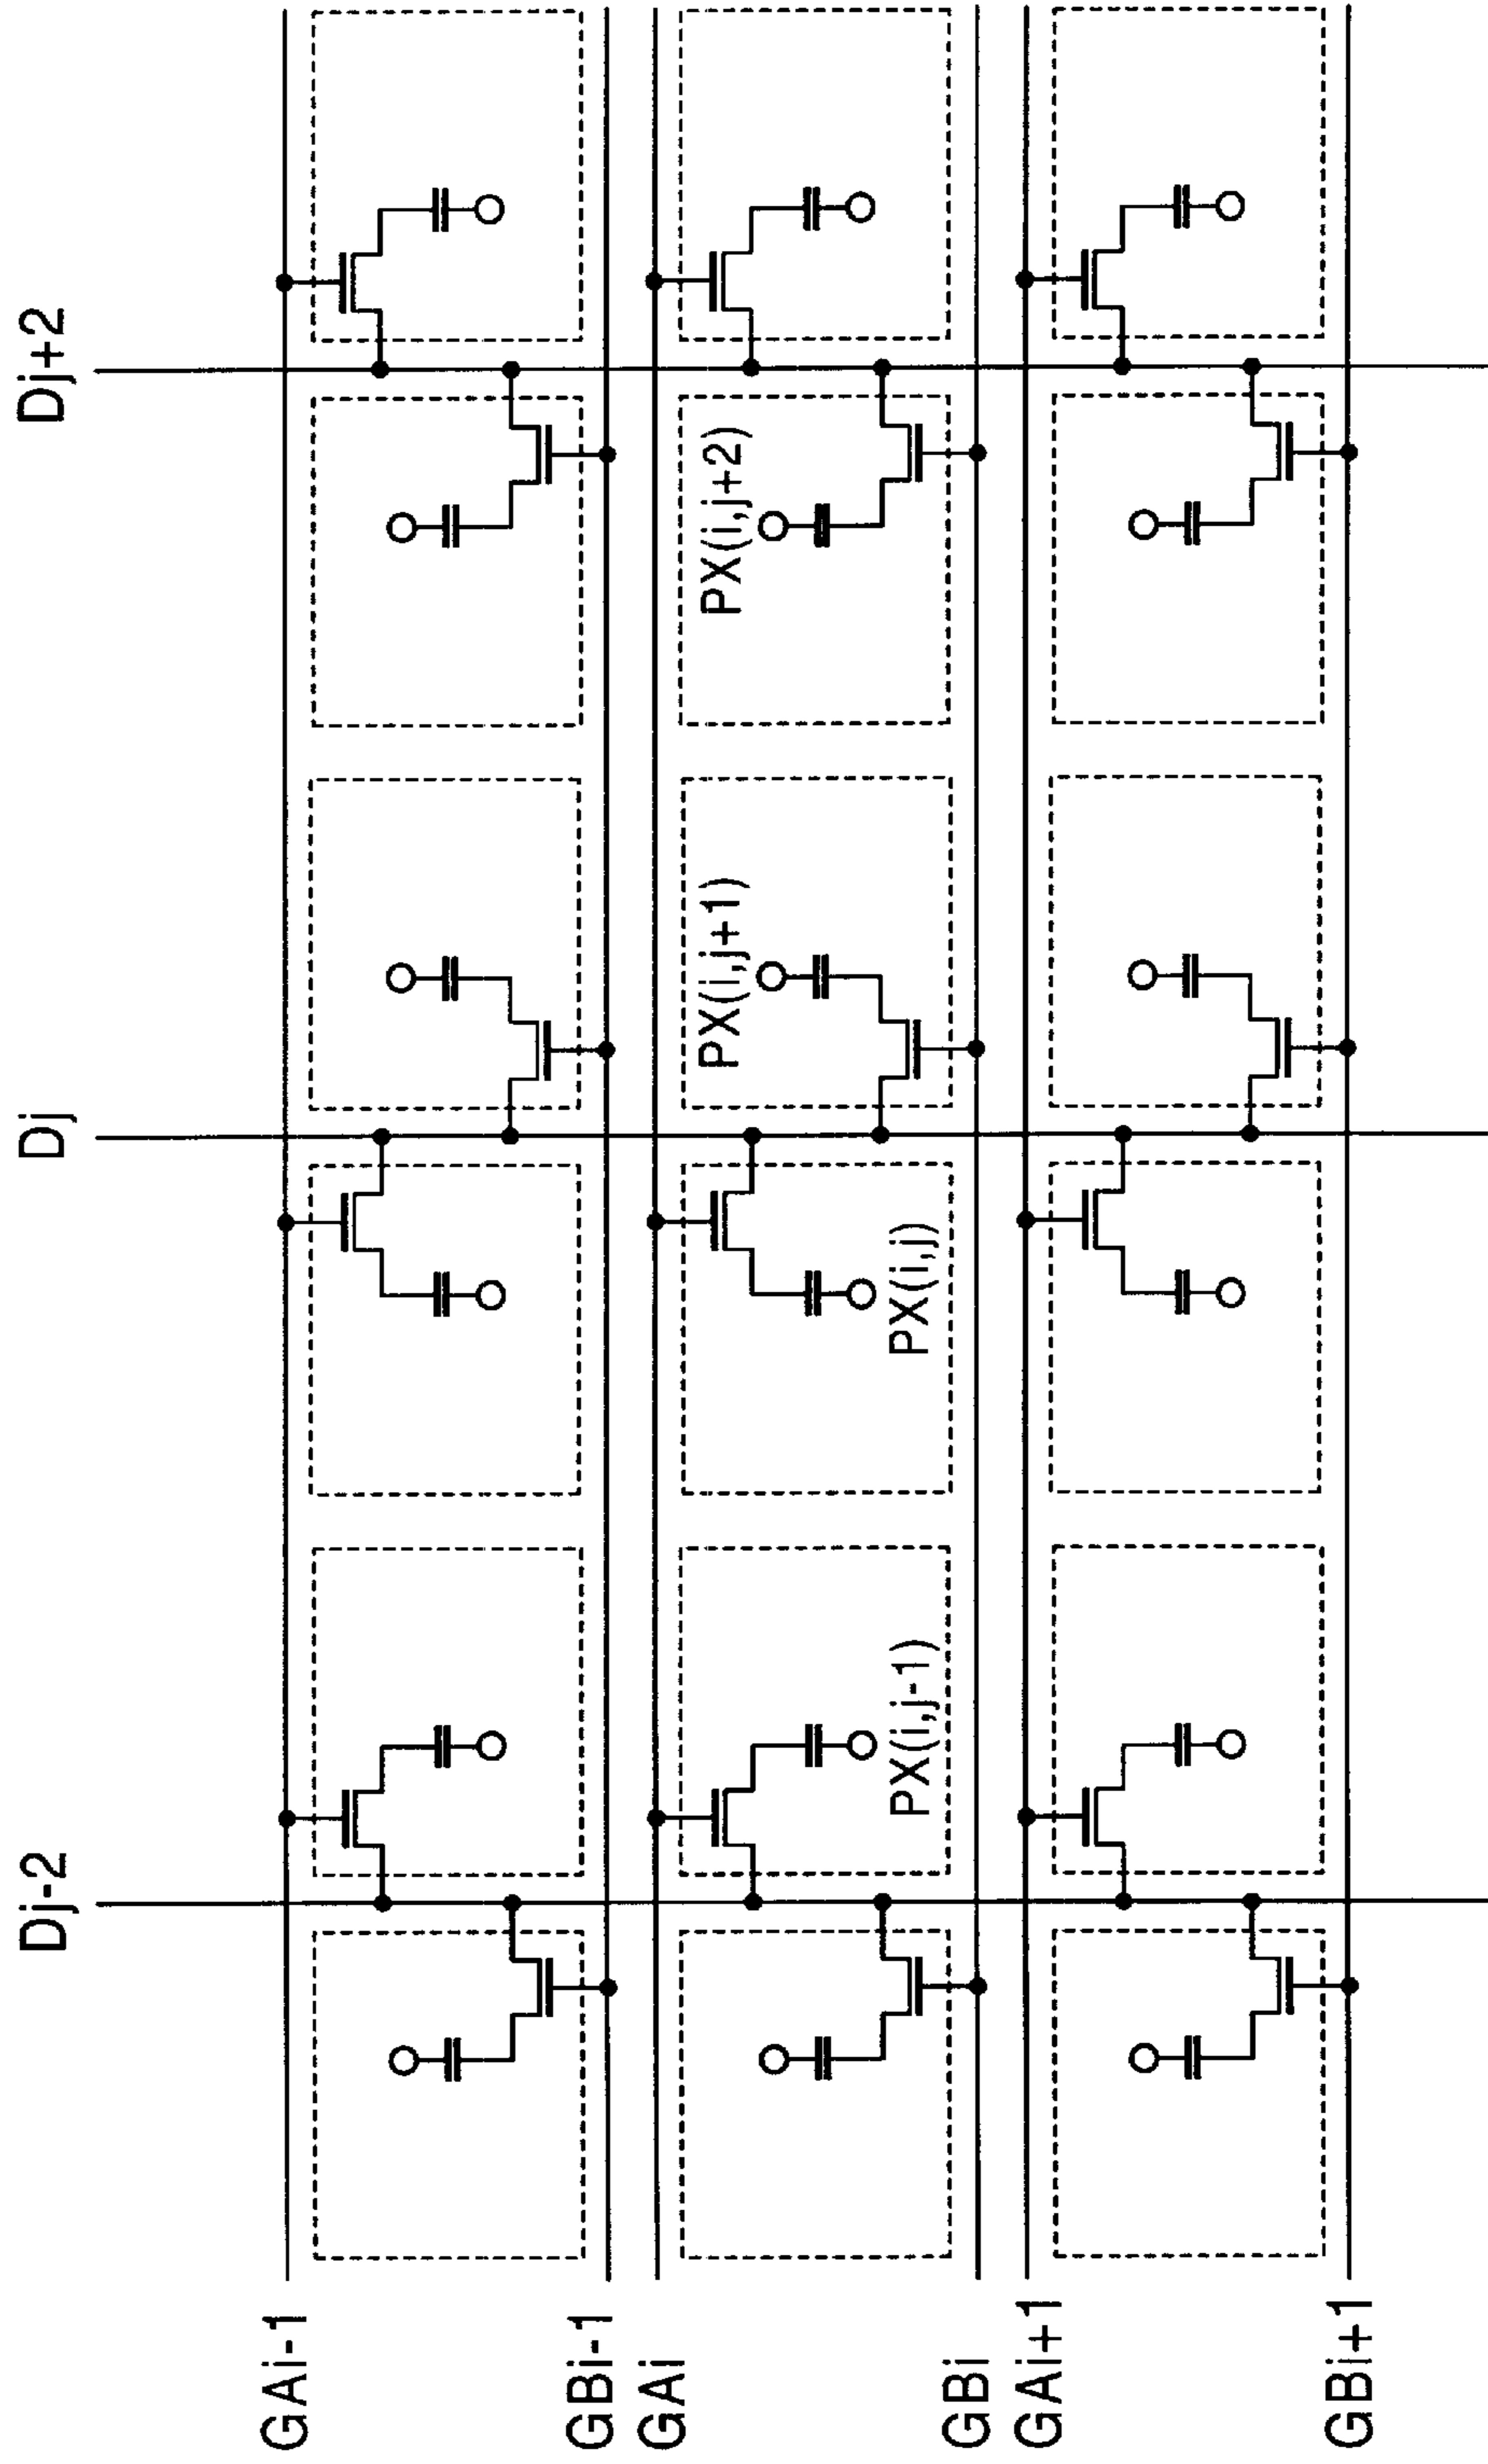 Dj-2
Dj
Dj+2
GAi-1
GBi-1
GAi
PX(i,j-1)
PX(i,j)
PX(i,j+1)
PX(i,j+2)
GBi
GAi+1
GBi+1